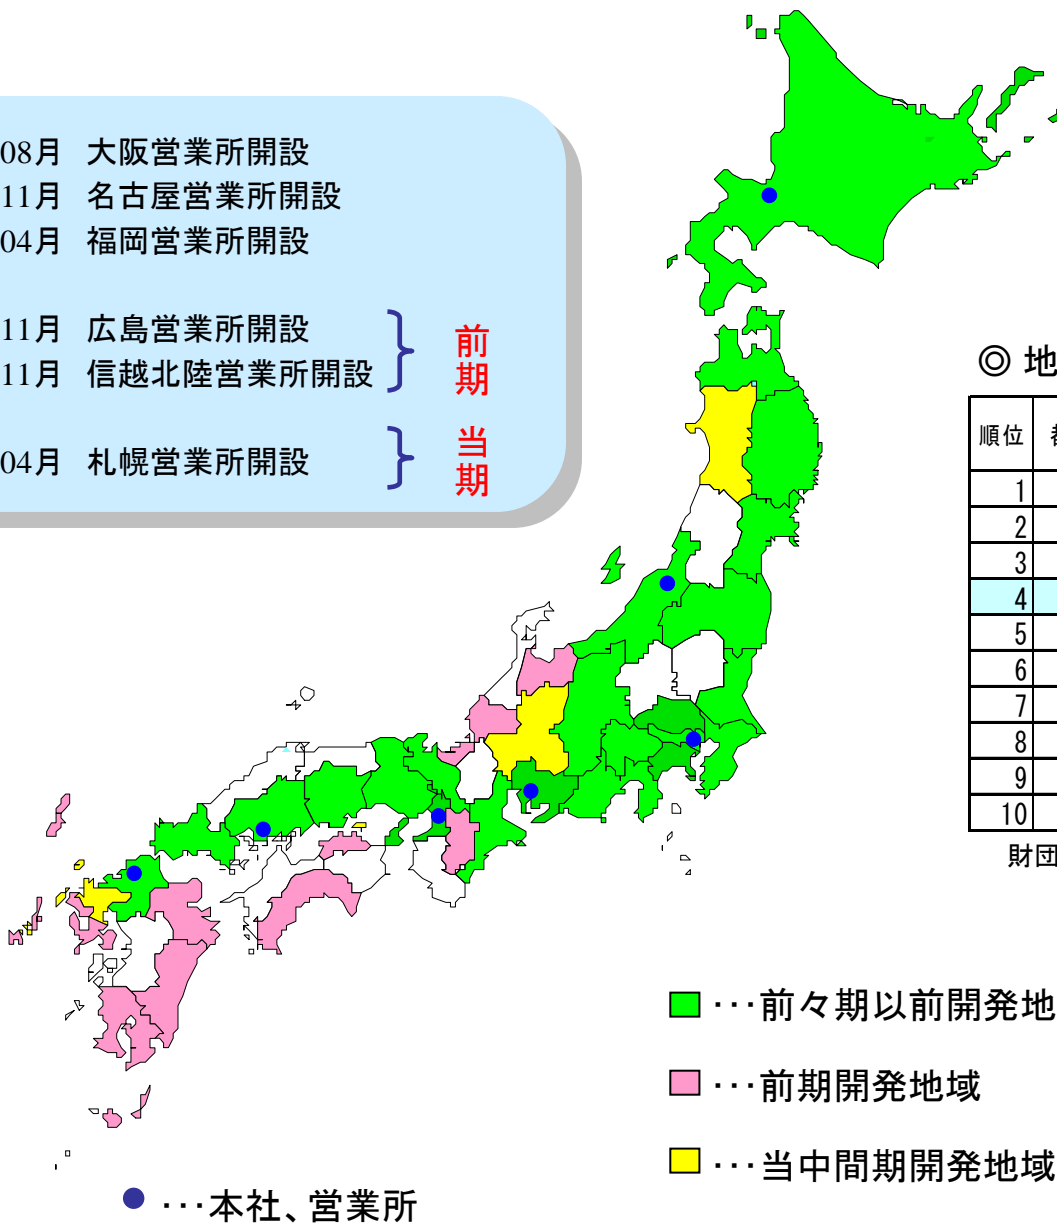 08月 大阪営業所開設
11月 名古屋営業所開設
04月 福岡営業所開設
11月 広島営業所開設
11月 信越北陸営業所開設
前期
04月 札幌営業所開設
当期
◎ 地
順位
1
2
3
4
5
6
7
8
9
10
財団
…前々期以前開発地
…前期開発地域
…当中間期開発地域
…本社、営業所